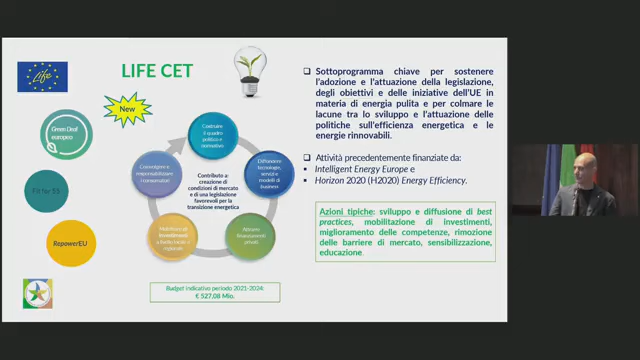 Life
LIFE CET
New
Green Deal
europeo
Fit for 55
RepowerEU
Costruire
il quadro
politico e
normativo
Diffondere
tecnologie,
servizi e
modelli di
business
Attrarre
finanziamenti
privati
Mobilitare gli
investimenti
a livello locale e
regionale
Coinvolgere e
responsabilizzare
i consumatori
Contributo a
creazione di
condizioni di mercato
e di una legislazione
favorevoli per la
transizione energetica
Budget indicativo periodo 2021-2024:
€ 527.08 Mio.
Sottoprogramma chiave per sostenere
l'adozione e l'attuazione della legislazione,
degli obiettivi e delle iniziative dell'UE in
materia di energia pulita e per colmare le
lacune tra lo sviluppo e l'attuazione delle
politiche sull'efficienza energetica e le
energie rinnovabili.
Attività precedentemente finanziate da:
• Intelligent Energy Europe e
• Horizon 2020 (H2020) Energy Efficiency.
Azioni tipiche: sviluppo e diffusione di best
practices, mobilitazione di investimenti,
miglioramento delle competenze, rimozione
delle barriere di mercato, sensibilizzazione,
educazione